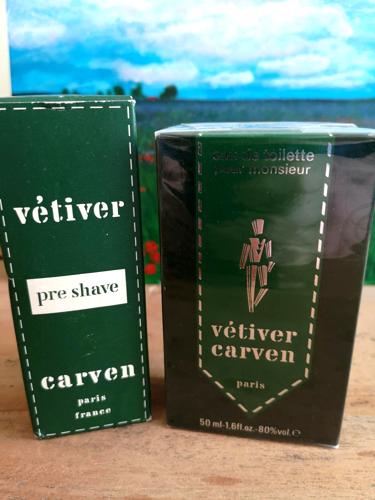 vétiver
pre shave
carven
paris
france
eau de toilette
pour monsieur
vétiver
carven
paris
50 ml-1.6fl.oz.-80%vol.℮